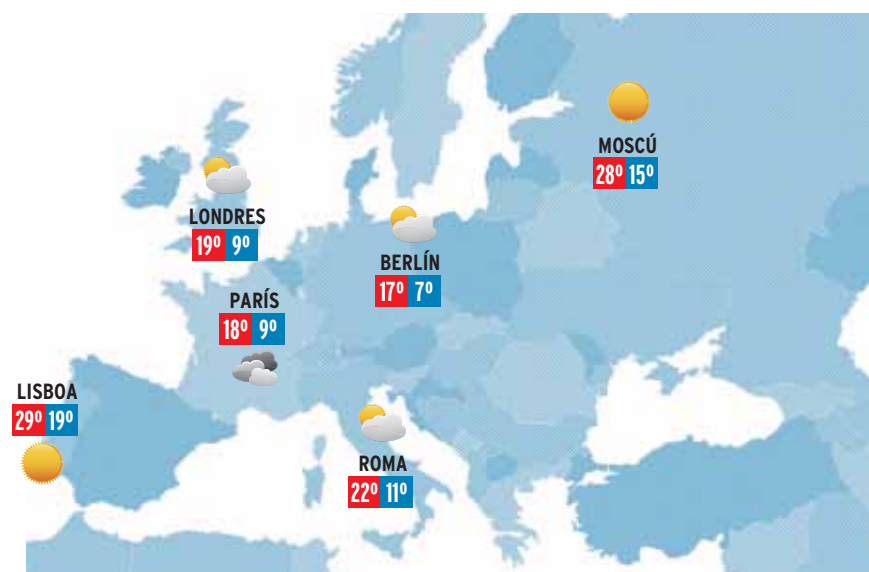 MOSCÚ
28º 15º
LONDRES
19º 9º
BERLÍN
17º 7º
PARÍS
18º 9º
LISBOA
29º 19º
ROMA
22º 11º